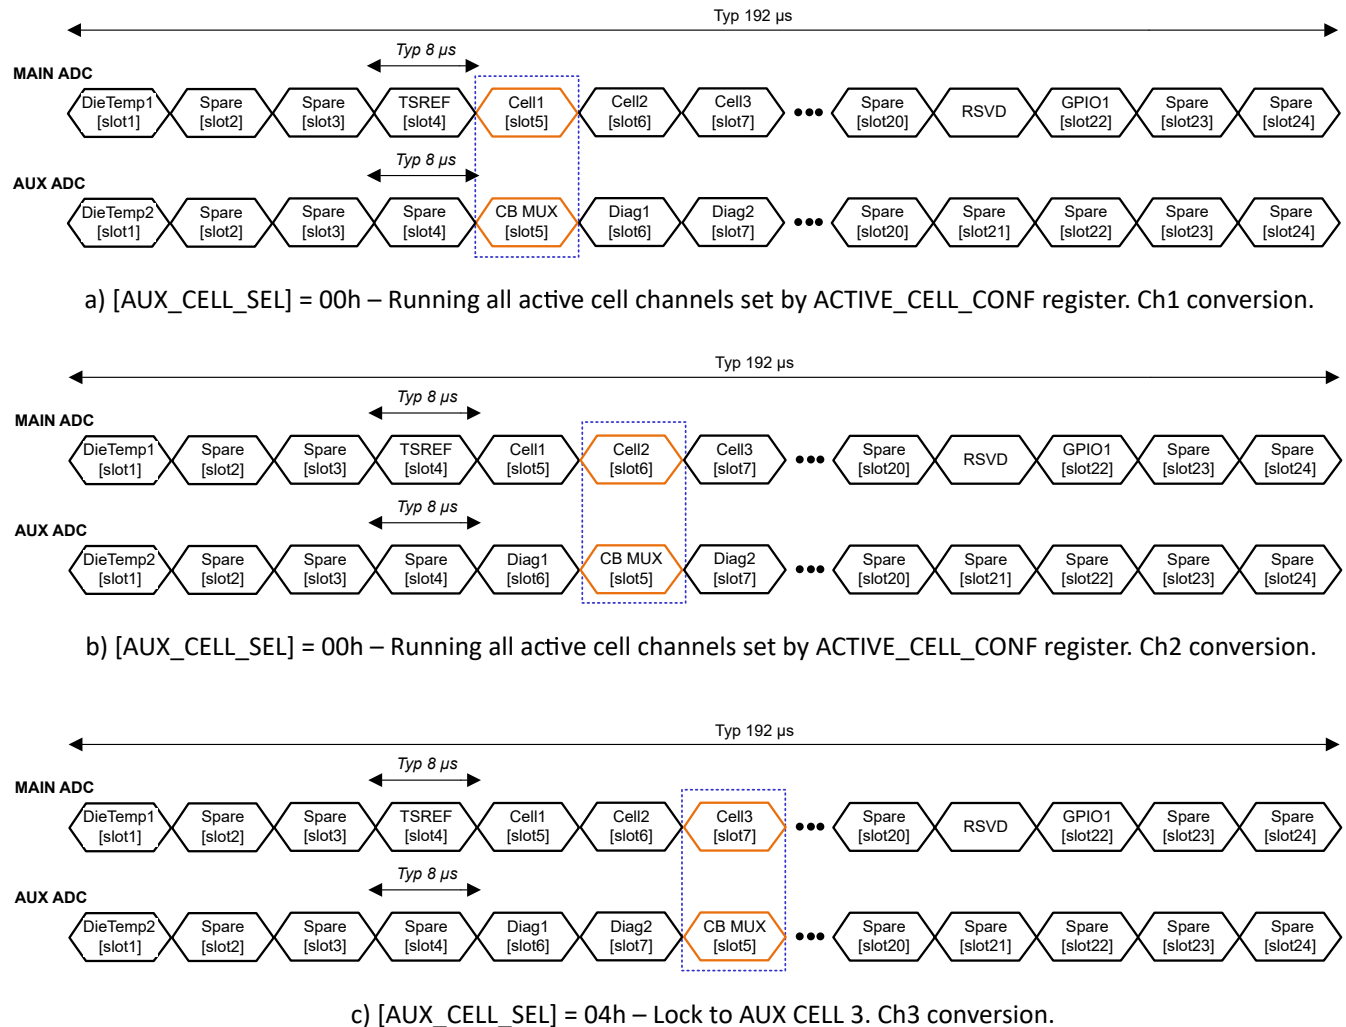 Typ 192 µs
Typ 8 µs
MAIN ADC
DieTemp1 Spare Spare TSREF Cell1 Cell2 Cell3 ••• Spare RSVD GPIO1 Spare Spare
[slot1] [slot2] [slot3] [slot4] [slot5] [slot6] [slot7] [slot20] [slot22] [slot23] [slot24]
Typ 8 µs
AUX ADC
DieTemp2 Spare Spare Spare CB MUX Diag1 Diag2 ••• Spare Spare Spare Spare Spare
[slot1] [slot2] [slot3] [slot4] [slot5] [slot6] [slot7] [slot20] [slot21] [slot22] [slot23] [slot24]
a) [AUX_CELL_SEL] = 00h – Running all active cell channels set by ACTIVE_CELL_CONF register. Ch1 conversion.
Typ 192 µs
Typ 8 µs
MAIN ADC
DieTemp1 Spare Spare TSREF Cell1 Cell2 Cell3 ••• Spare RSVD GPIO1 Spare Spare
[slot1] [slot2] [slot3] [slot4] [slot5] [slot6] [slot7] [slot20] [slot22] [slot23] [slot24]
Typ 8 µs
AUX ADC
DieTemp2 Spare Spare Spare Diag1 CB MUX Diag2 ••• Spare Spare Spare Spare Spare
[slot1] [slot2] [slot3] [slot4] [slot6] [slot5] [slot7] [slot20] [slot21] [slot22] [slot23] [slot24]
b) [AUX_CELL_SEL] = 00h – Running all active cell channels set by ACTIVE_CELL_CONF register. Ch2 conversion.
Typ 192 µs
Typ 8 µs
MAIN ADC
DieTemp1 Spare Spare TSREF Cell1 Cell2 Cell3 ••• Spare RSVD GPIO1 Spare Spare
[slot1] [slot2] [slot3] [slot4] [slot5] [slot6] [slot7] [slot20] [slot22] [slot23] [slot24]
Typ 8 µs
AUX ADC
DieTemp2 Spare Spare Spare Diag1 Diag2 CB MUX ••• Spare Spare Spare Spare Spare
[slot1] [slot2] [slot3] [slot4] [slot6] [slot7] [slot5] [slot20] [slot21] [slot22] [slot23] [slot24]
c) [AUX_CELL_SEL] = 04h – Lock to AUX CELL 3. Ch3 conversion.